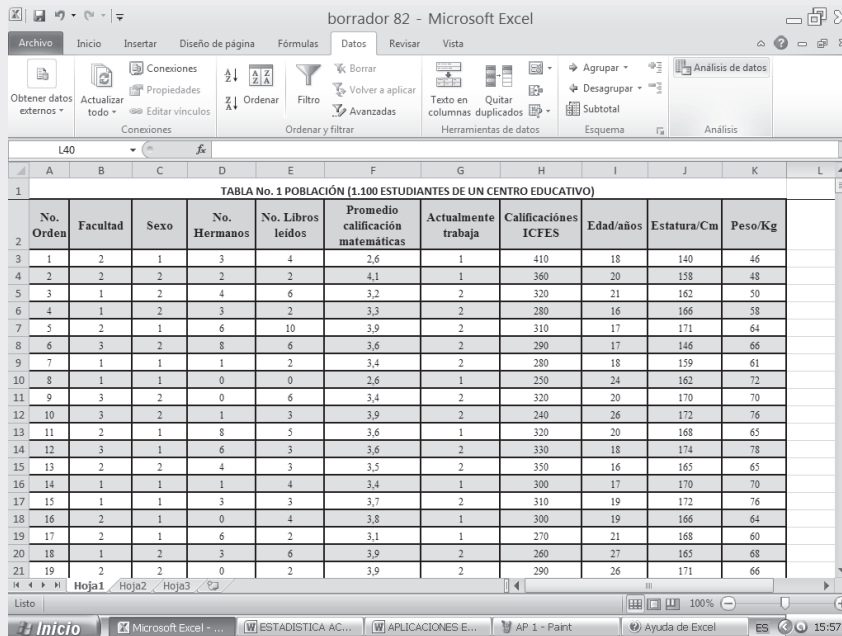 borrador 82 - Microsoft Excel
Archivo Inicio Insertar Diseño de página Fórmulas Datos Revisar Vista
Obtener datos externos
Actualizar todo
Conexiones
Propiedades
Editar vínculos
Conexiones
Ordenar
Filtro
Borrar
Volver a aplicar
Avanzadas
Ordenar y filtrar
Texto en columnas
Quitar duplicados
Herramientas de datos
Agrupar
Desagrupar
Subtotal
Esquema
Análisis de datos
Análisis
L40 fx
A B C D E F G H I J K L
1 TABLA No. 1 POBLACIÓN (1.100 ESTUDIANTES DE UN CENTRO EDUCATIVO)
2 No. Orden Facultad Sexo No. Hermanos No. Libros leídos Promedio calificación matemáticas Actualmente trabaja Calificaciónes ICFES Edad/años Estatura/Cm Peso/Kg
3 1 2 1 3 4 2,6 1 410 18 140 46
4 2 2 2 2 2 4,1 1 360 20 158 48
5 3 1 2 4 6 3,2 2 320 21 162 50
6 4 1 2 3 2 3,3 2 280 16 166 58
7 5 2 1 6 10 3,9 2 310 17 171 64
8 6 3 2 8 6 3,6 2 290 17 146 66
9 7 1 1 1 2 3,4 2 280 18 159 61
10 8 1 1 0 0 2,6 1 250 24 162 72
11 9 3 2 0 6 3,4 2 320 20 170 70
12 10 3 2 1 3 3,9 2 240 26 172 76
13 11 2 1 8 5 3,6 1 320 20 168 65
14 12 3 1 6 3 3,6 2 330 18 174 78
15 13 2 2 4 3 3,5 2 350 16 165 65
16 14 1 1 1 4 3,4 1 300 17 170 70
17 15 1 1 3 3 3,7 2 310 19 172 76
18 16 2 1 0 4 3,8 1 300 19 166 64
19 17 2 1 6 2 3,1 1 270 21 168 60
20 18 1 2 3 6 3,9 2 260 27 165 68
21 19 2 2 0 2 3,9 2 290 26 171 66
Hoja1 Hoja2 Hoja3
Listo 100%
Inicio Microsoft Excel - ... ESTADISTICA AC... APLICACIONES E... AP 1 - Paint Ayuda de Excel ES 15:57